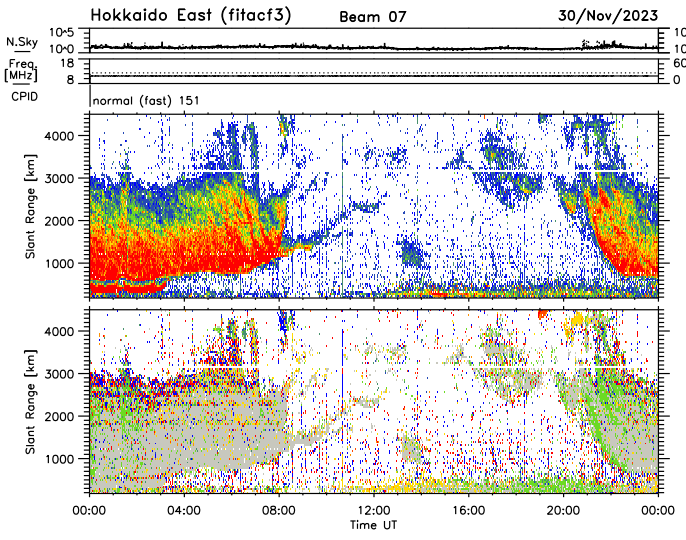 Hokkaido East (fitacf3) Beam 07 30/Nov/2023
10^5 10^5
N.Sky
10^0 10^0
18 60
Freq.
[MHz]
8 0
CPID
normal (fast) 151
4000
3000
2000
1000
Slant Range [km]
4000
3000
2000
1000
Slant Range [km]
00:00 04:00 08:00 12:00 16:00 20:00 00:00
Time UT